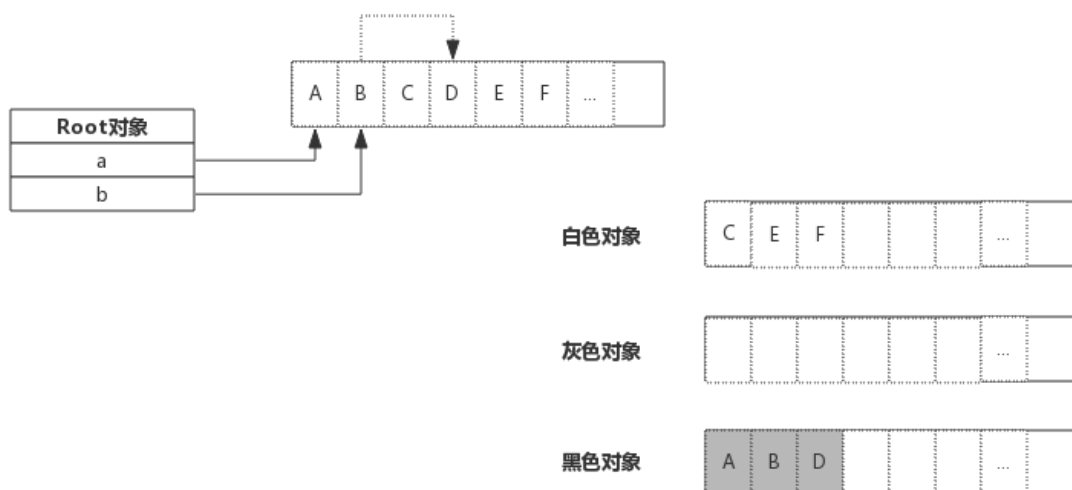 A B C D E F ...
Root对象
a
b
白色对象 C E F ...
灰色对象 ...
黑色对象 A B D ...